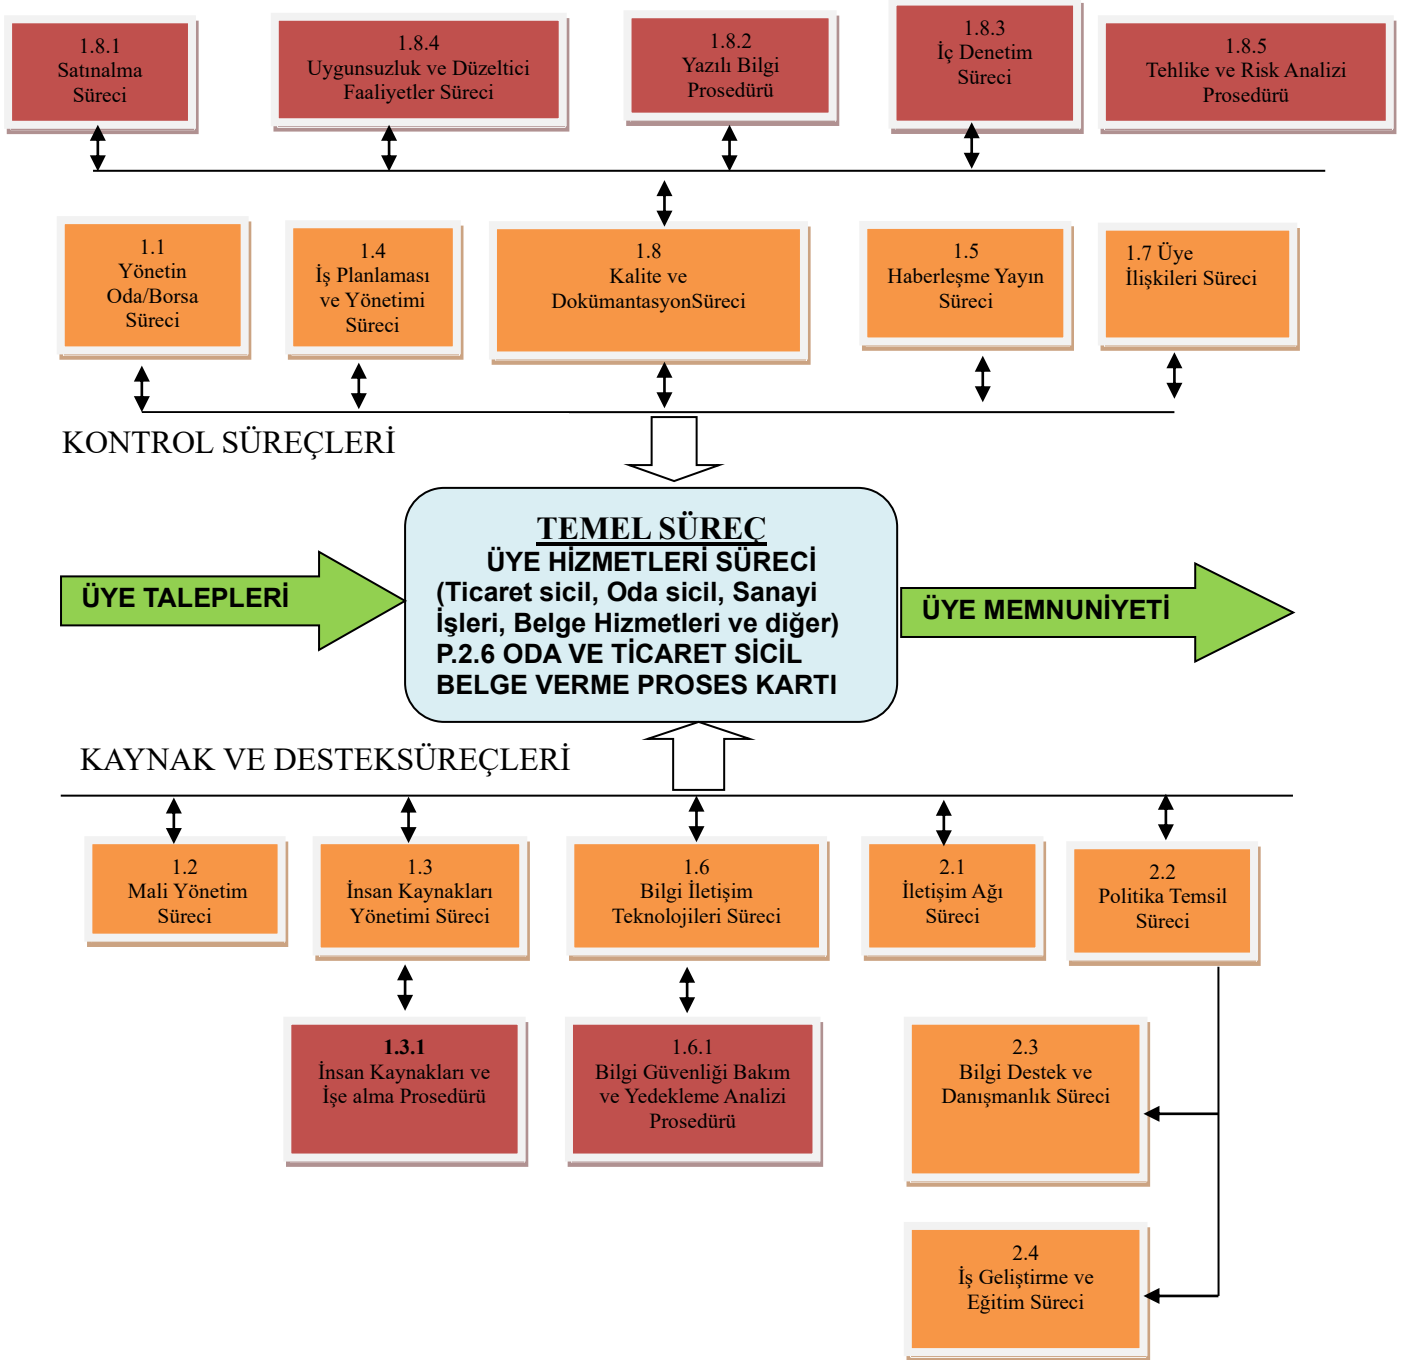 1.8.1
Satınalma
Süreci
1.8.4
Uygunsuzluk ve Düzeltici
Faaliyetler Süreci
1.8.2
Yazılı Bilgi
Prosedürü
1.8.3
İç Denetim
Süreci
1.8.5
Tehlike ve Risk Analizi
Prosedürü
1.1
Yönetin
Oda/Borsa
Süreci
1.4
İş Planlaması
ve Yönetimi
Süreci
1.8
Kalite ve
DokümantasyonSüreci
1.5
Haberleşme Yayın
Süreci
1.7 Üye
İlişkileri Süreci
KONTROL SÜREÇLERİ
TEMEL SÜREÇ
ÜYE HİZMETLERİ SÜRECİ
(Ticaret sicil, Oda sicil, Sanayi
İşleri, Belge Hizmetleri ve diğer)
P.2.6 ODA VE TİCARET SİCİL
BELGE VERME PROSES KARTI
ÜYE TALEPLERİ
ÜYE MEMNUNİYETİ
KAYNAK VE DESTEKSÜREÇLERİ
1.2
Mali Yönetim
Süreci
1.3
İnsan Kaynakları
Yönetimi Süreci
1.6
Bilgi İletişim
Teknolojileri Süreci
2.1
İletişim Ağı
Süreci
2.2
Politika Temsil
Süreci
1.3.1
İnsan Kaynakları ve
İşe alma Prosedürü
1.6.1
Bilgi Güvenliği Bakım
ve Yedekleme Analizi
Prosedürü
2.3
Bilgi Destek ve
Danışmanlık Süreci
2.4
İş Geliştirme ve
Eğitim Süreci